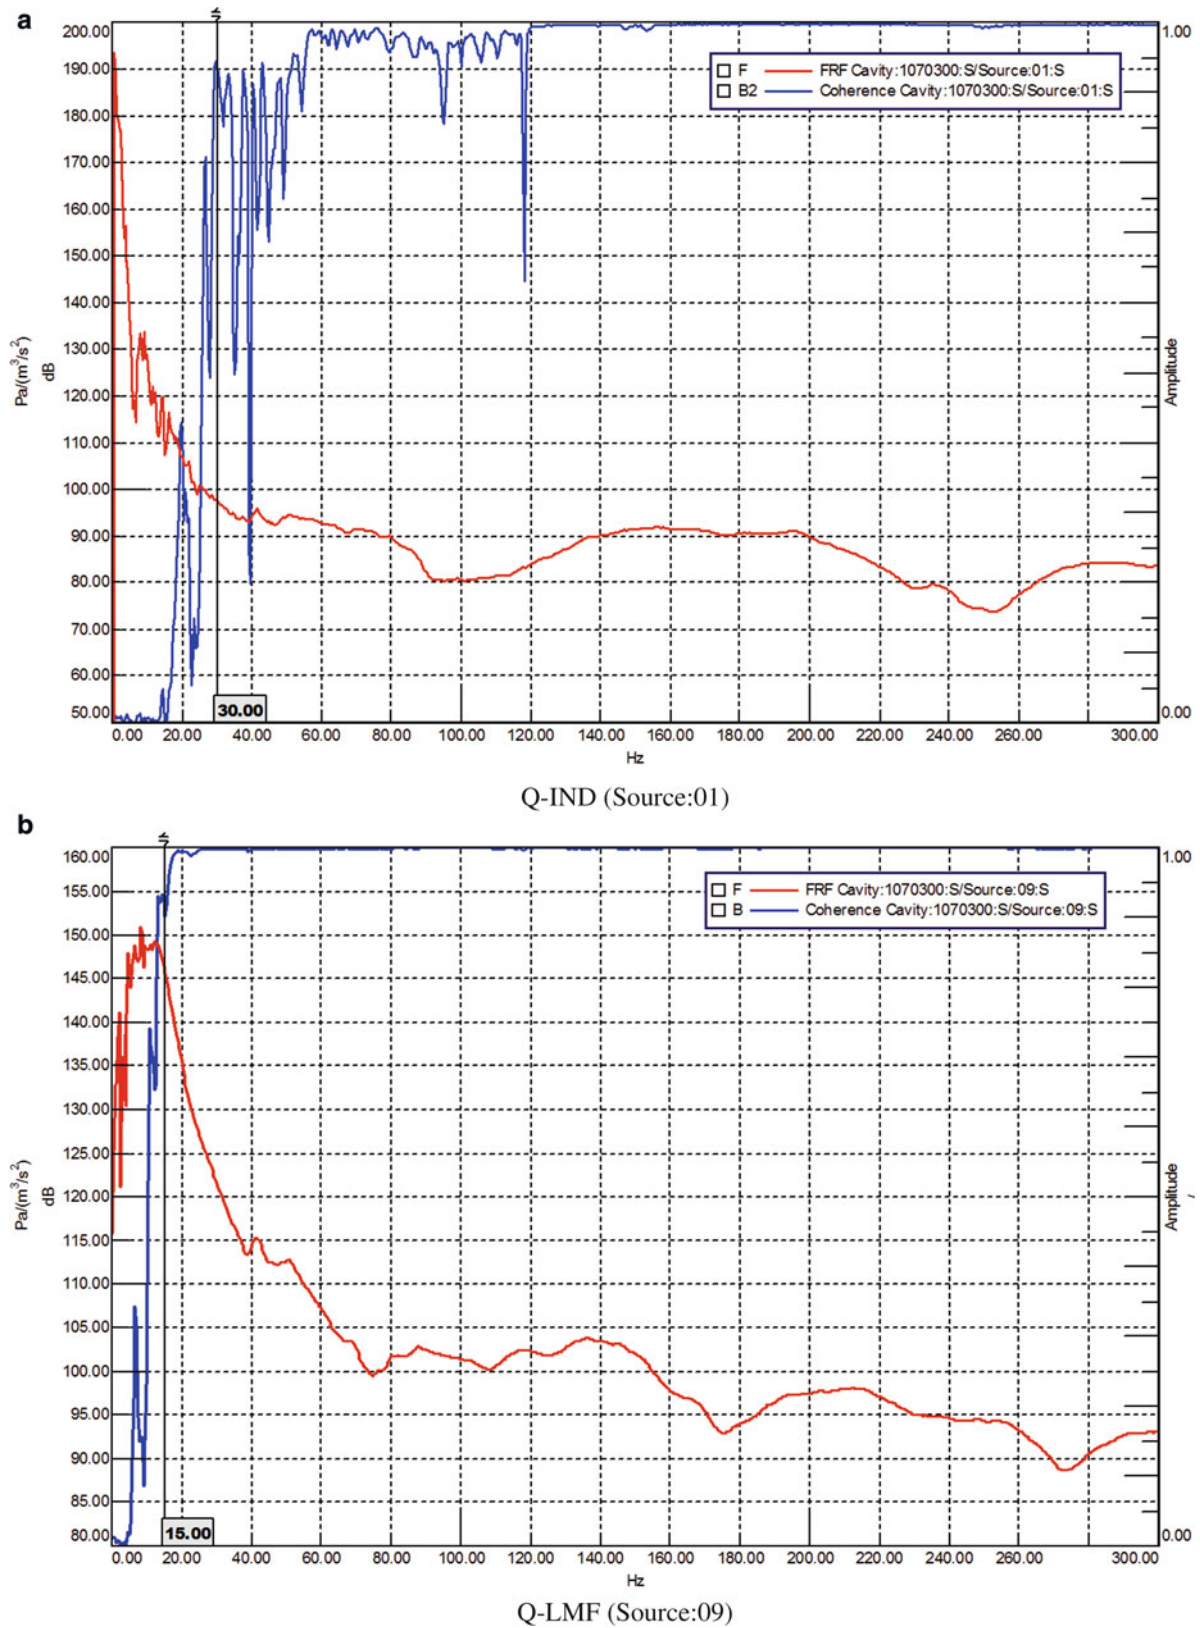 a
200.00
190.00
180.00
170.00
160.00
150.00
140.00
130.00
120.00
110.00
100.00
90.00
80.00
70.00
60.00
50.00
Pa/(m³/s²)
dB
F FRF Cavity:1070300:S/Source:01:S
B2 Coherence Cavity:1070300:S/Source:01:S
1.00
Amplitude
0.00
30.00
0.00 20.00 40.00 60.00 80.00 100.00 120.00 140.00 160.00 180.00 200.00 220.00 240.00 260.00 300.00
Hz
Q-IND (Source:01)
b
160.00
155.00
150.00
145.00
140.00
135.00
130.00
125.00
120.00
115.00
110.00
105.00
100.00
95.00
90.00
85.00
80.00
Pa/(m³/s²)
dB
F FRF Cavity:1070300:S/Source:09:S
B Coherence Cavity:1070300:S/Source:09:S
1.00
Amplitude
/
0.00
15.00
0.00 20.00 40.00 60.00 80.00 100.00 120.00 140.00 160.00 180.00 200.00 220.00 240.00 260.00 300.00
Hz
Q-LMF (Source:09)